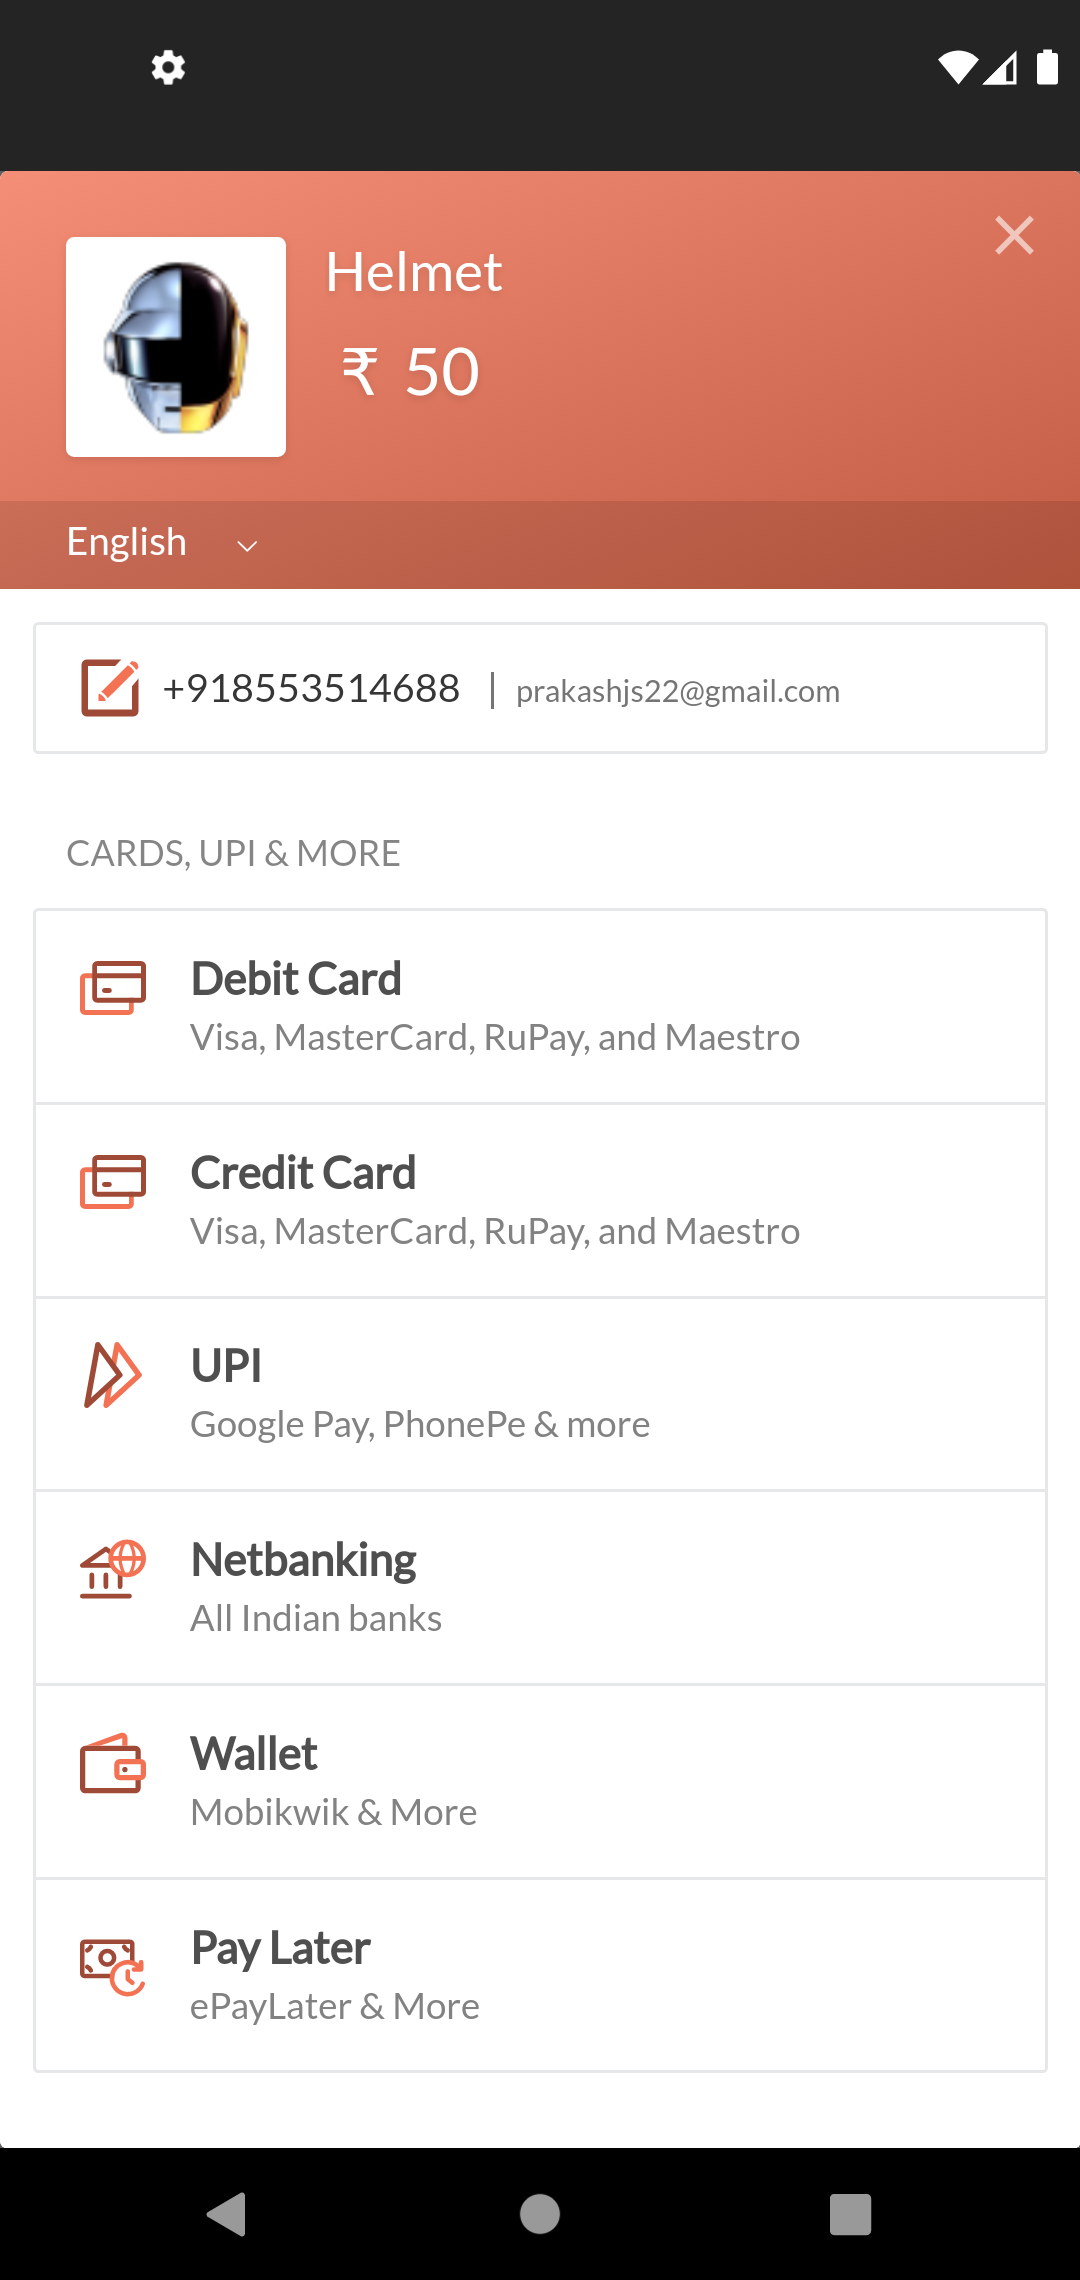 Helmet
₹ 50
English
+918553514688 | prakashjs22@gmail.com
CARDS, UPI & MORE
Debit Card
Visa, MasterCard, RuPay, and Maestro
Credit Card
Visa, MasterCard, RuPay, and Maestro
UPI
Google Pay, PhonePe & more
Netbanking
All Indian banks
Wallet
Mobikwik & More
Pay Later
ePayLater & More